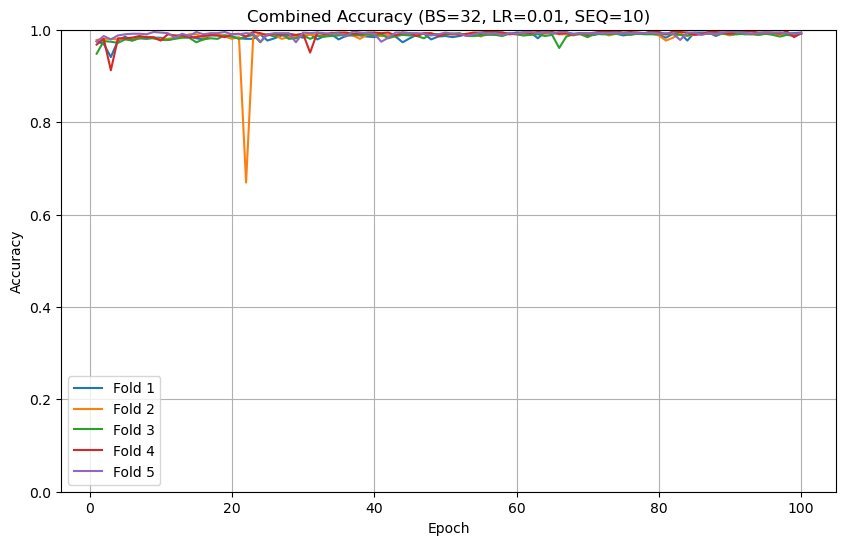 Combined Accuracy (BS=32, LR=0.01, SEQ=10)
1.0
0.8
0.6
0.4
0.2
0.0
Accuracy
Fold 1
Fold 2
Fold 3
Fold 4
Fold 5
0 20 40 60 80 100
Epoch